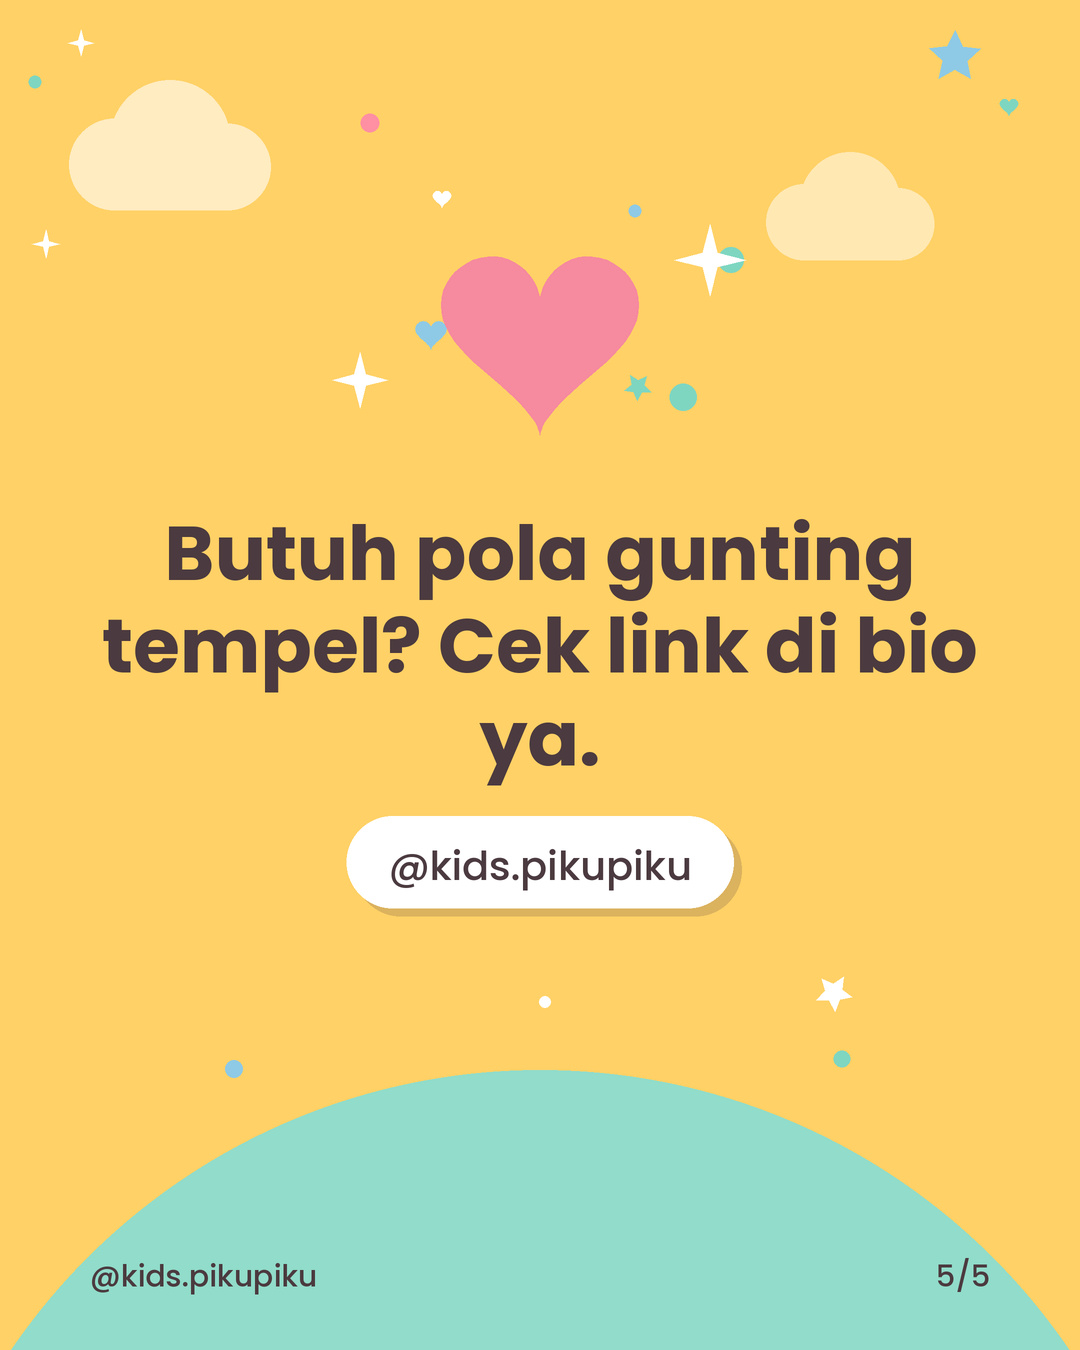 Butuh pola gunting
tempel? Cek link di bio
ya.
@kids.pikupiku
@kids.pikupiku
5/5